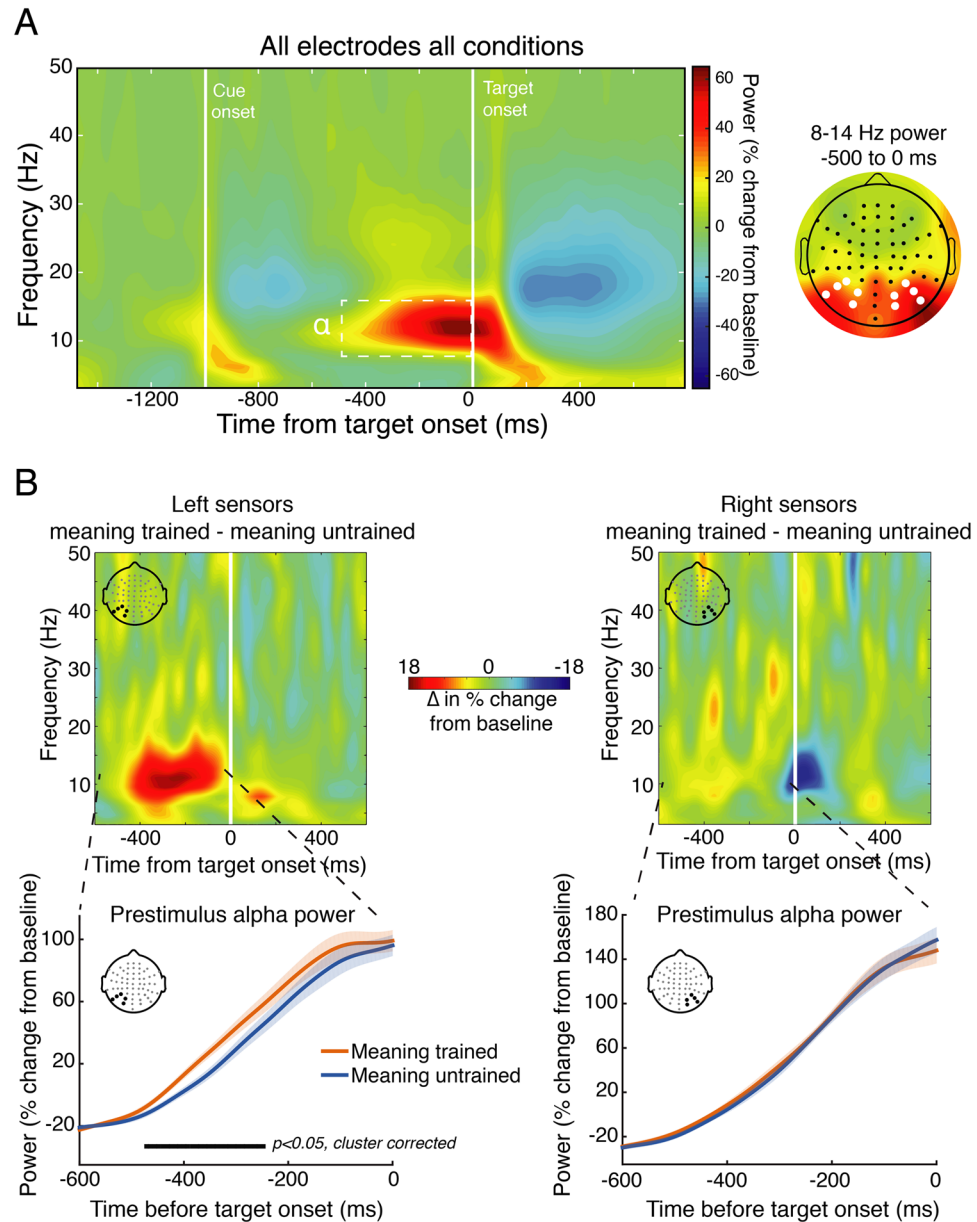 A
All electrodes all conditions
50
40
30
20
10
Frequency (Hz)
Cue
onset
Target
onset
α
-1200
-800
-400
0
400
Time from target onset (ms)
60
40
20
0
-20
-40
-60
Power (% change from baseline)
8-14 Hz power
-500 to 0 ms
B
Left sensors
meaning trained - meaning untrained
50
40
30
20
10
Frequency (Hz)
-400
0
400
Time from target onset (ms)
18
0
-18
Δ in % change
from baseline
Right sensors
meaning trained - meaning untrained
50
40
30
20
10
Frequency (Hz)
-400
0
400
Time from target onset (ms)
Prestimulus alpha power
100
60
20
-20
Power (% change from baseline)
Meaning trained
Meaning untrained
p<0.05, cluster corrected
-600
-400
-200
0
Time before target onset (ms)
Prestimulus alpha power
180
140
100
60
20
-20
Power (% change from baseline)
-600
-400
-200
0
Time before target onset (ms)